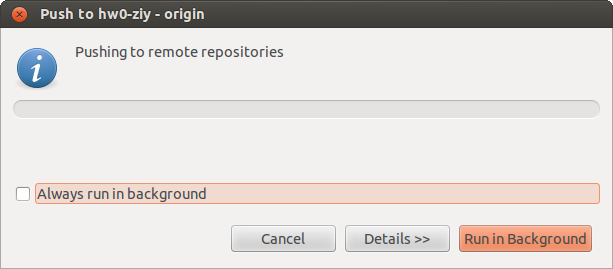 Push to hw0-ziy - origin
Pushing to remote repositories
Always run in background
Cancel
Details >>
Run in Background